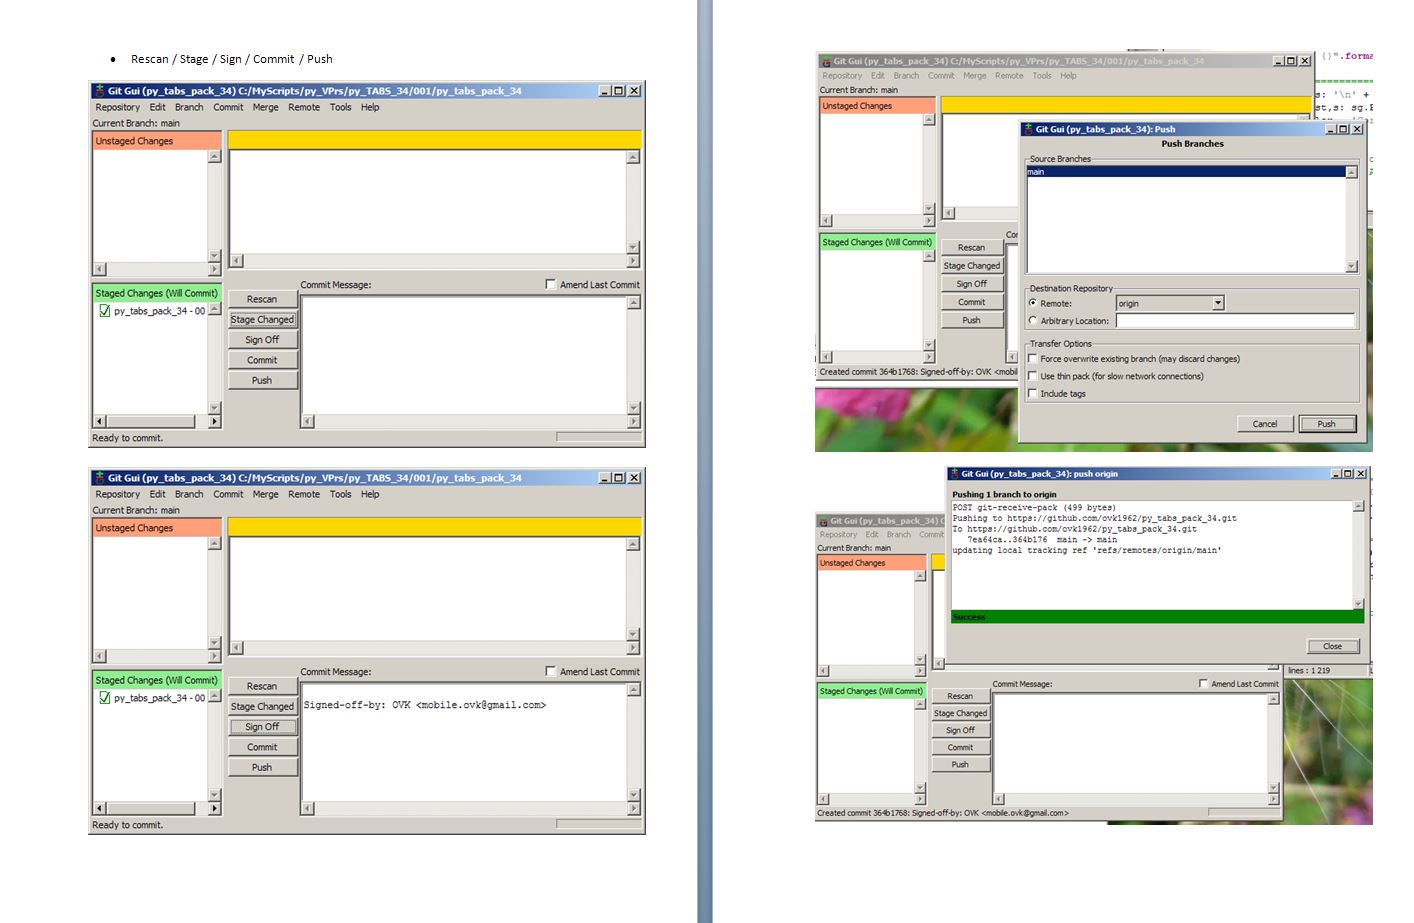 • Rescan / Stage / Sign / Commit / Push
Git Gui (py_tabs_pack_34) C:/MyScripts/py_VPrs/py_TABS_34/001/py_tabs_pack_34
Repository Edit Branch Commit Merge Remote Tools Help
Current Branch: main
Unstaged Changes
Staged Changes (Will Commit)
py_tabs_pack_34 - 00
Rescan
Stage Changed
Sign Off
Commit
Push
Commit Message:
Amend Last Commit
Ready to commit.
Git Gui (py_tabs_pack_34) C:/MyScripts/py_VPrs/py_TABS_34/001/py_tabs_pack_34
Repository Edit Branch Commit Merge Remote Tools Help
Current Branch: main
Unstaged Changes
Staged Changes (Will Commit)
py_tabs_pack_34 - 00
Rescan
Stage Changed
Sign Off
Commit
Push
Commit Message:
Amend Last Commit
Signed-off-by: OVK <mobile.ovk@gmail.com>
Ready to commit.
Git Gui (py_tabs_pack_34) C:/MyScripts/py_VPrs/py_TABS_34/001/py_tabs_pack_34
Repository Edit Branch Commit Merge Remote Tools Help
Current Branch: main
Unstaged Changes
Staged Changes (Will Commit)
Rescan
Stage Changed
Sign Off
Commit
Push
Created commit 364b1768: Signed-off-by: OVK <mobil
{}".forma
s: '\n' +
st,s: sg.
Git Gui (py_tabs_pack_34): Push
Push Branches
Source Branches
main
Destination Repository
Remote: origin
Arbitrary Location:
Transfer Options
Force overwrite existing branch (may discard changes)
Use thin pack (for slow network connections)
Include tags
Cancel Push
Git Gui (py_tabs_pack_34): push origin
Pushing 1 branch to origin
POST git-receive-pack (499 bytes)
Pushing to https://github.com/ovk1962/py_tabs_pack_34.git
To https://github.com/ovk1962/py_tabs_pack_34.git
7ea64ca..364b176 main -> main
updating local tracking ref 'refs/remotes/origin/main'
Success
Close
lines : 1 219
Git Gui (py_tabs_pack_34) C
Repository Edit Branch Commit
Current Branch: main
Unstaged Changes
Staged Changes (Will Commit)
Rescan
Stage Changed
Sign Off
Commit
Push
Commit Message:
Amend Last Commit
Created commit 364b1768: Signed-off-by: OVK <mobile.ovk@gmail.com>